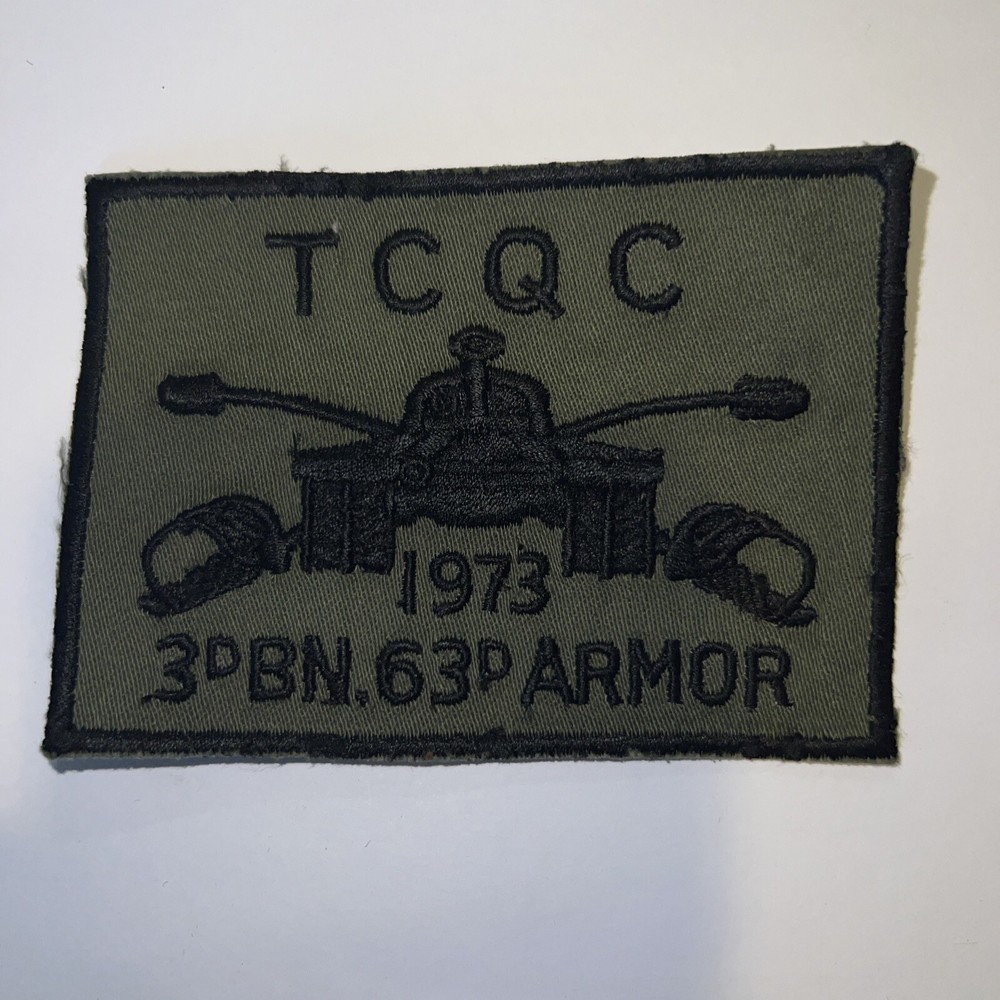 TCQC
1973
3D BN. 63D ARMOR